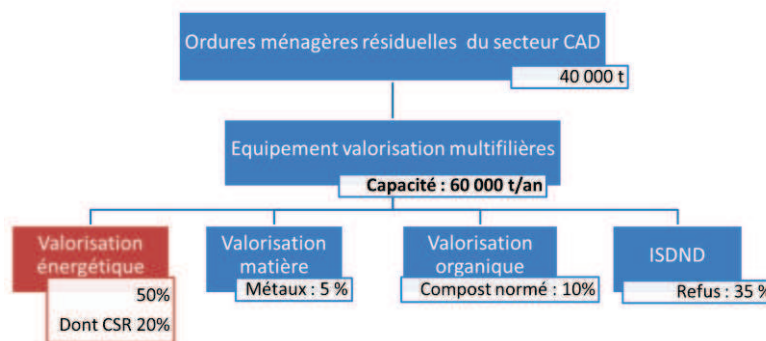 Ordures ménagères résiduelles du secteur CAD
40 000 t
Equipement valorisation multifilières
Capacité : 60 000 t/an
Valorisation
énergétique
50%
Dont CSR 20%
Valorisation
matière
Métaux : 5 %
Valorisation
organique
Compost normé : 10%
ISDND
Refus : 35 %